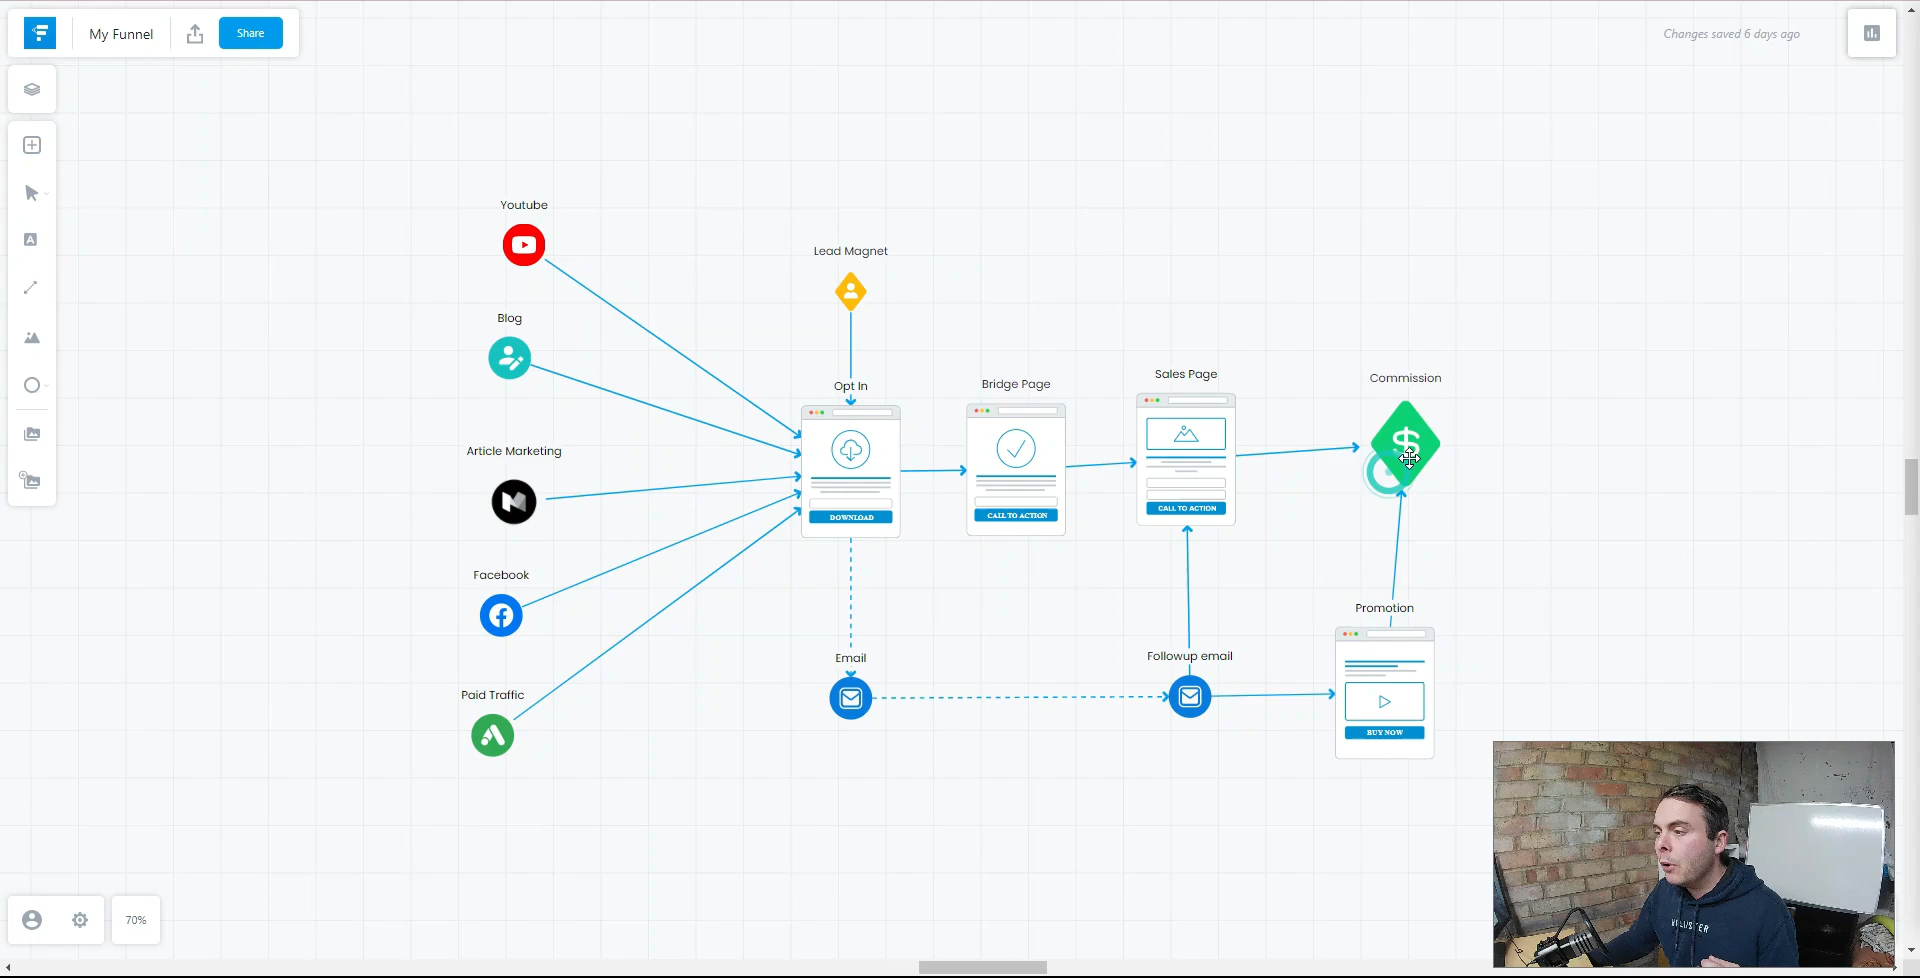 My Funnel
Share
Changes saved 6 days ago
Youtube
Lead Magnet
Blog
Opt In
Bridge Page
Sales Page
Commission
Article Marketing
DOWNLOAD
CALL TO ACTION
CALL TO ACTION
Facebook
Promotion
Email
Followup email
Paid Traffic
BUY NOW
70%